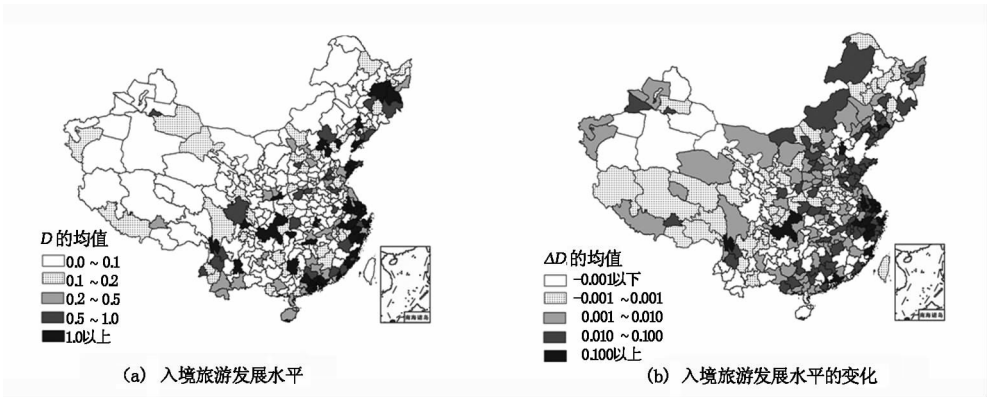 D 的均值
0.0 ~ 0.1
0.1 ~ 0.2
0.2 ~ 0.5
0.5 ~ 1.0
1.0以上
南海诸岛
(a) 入境旅游发展水平
ΔD 的均值
-0.001以下
-0.001 ~0.001
0.001 ~0.010
0.010 ~0.100
0.100以上
南海诸岛
(b) 入境旅游发展水平的变化